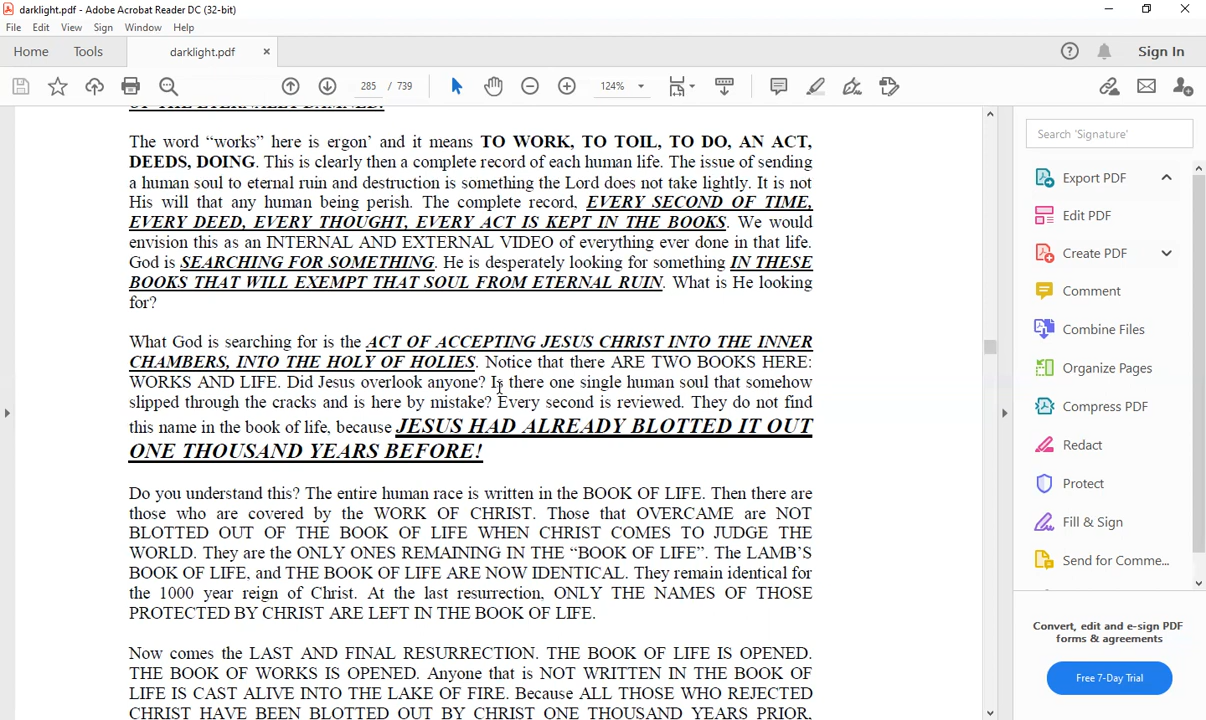 darklight.pdf - Adobe Acrobat Reader DC (32-bit)
File Edit View Sign Window Help
Home Tools darklight.pdf × Sign In
285 / 739 124%
The word “works” here is ergon’ and it means TO WORK, TO TOIL, TO DO, AN ACT,
DEEDS, DOING. This is clearly then a complete record of each human life. The issue of sending
a human soul to eternal ruin and destruction is something the Lord does not take lightly. It is not
His will that any human being perish. The complete record, EVERY SECOND OF TIME,
EVERY DEED, EVERY THOUGHT, EVERY ACT IS KEPT IN THE BOOKS. We would
envision this as an INTERNAL AND EXTERNAL VIDEO of everything ever done in that life.
God is SEARCHING FOR SOMETHING. He is desperately looking for something IN THESE
BOOKS THAT WILL EXEMPT THAT SOUL FROM ETERNAL RUIN. What is He looking
for?
What God is searching for is the ACT OF ACCEPTING JESUS CHRIST INTO THE INNER
CHAMBERS, INTO THE HOLY OF HOLIES. Notice that there ARE TWO BOOKS HERE:
WORKS AND LIFE. Did Jesus overlook anyone? Is there one single human soul that somehow
slipped through the cracks and is here by mistake? Every second is reviewed. They do not find
this name in the book of life, because JESUS HAD ALREADY BLOTTED IT OUT
ONE THOUSAND YEARS BEFORE!
Do you understand this? The entire human race is written in the BOOK OF LIFE. Then there are
those who are covered by the WORK OF CHRIST. Those that OVERCAME are NOT
BLOTTED OUT OF THE BOOK OF LIFE WHEN CHRIST COMES TO JUDGE THE
WORLD. They are the ONLY ONES REMAINING IN THE “BOOK OF LIFE”. The LAMB’S
BOOK OF LIFE, and THE BOOK OF LIFE ARE NOW IDENTICAL. They remain identical for
the 1000 year reign of Christ. At the last resurrection, ONLY THE NAMES OF THOSE
PROTECTED BY CHRIST ARE LEFT IN THE BOOK OF LIFE.
Now comes the LAST AND FINAL RESURRECTION. THE BOOK OF LIFE IS OPENED.
THE BOOK OF WORKS IS OPENED. Anyone that is NOT WRITTEN IN THE BOOK OF
LIFE IS CAST ALIVE INTO THE LAKE OF FIRE. Because ALL THOSE WHO REJECTED
CHRIST HAVE BEEN BLOTTED OUT BY CHRIST ONE THOUSAND YEARS PRIOR,
Search 'Signature'
Export PDF
Edit PDF
Create PDF
Comment
Combine Files
Organize Pages
Compress PDF
Redact
Protect
Fill & Sign
Send for Comme...
Convert, edit and e-sign PDF
forms & agreements
Free 7-Day Trial